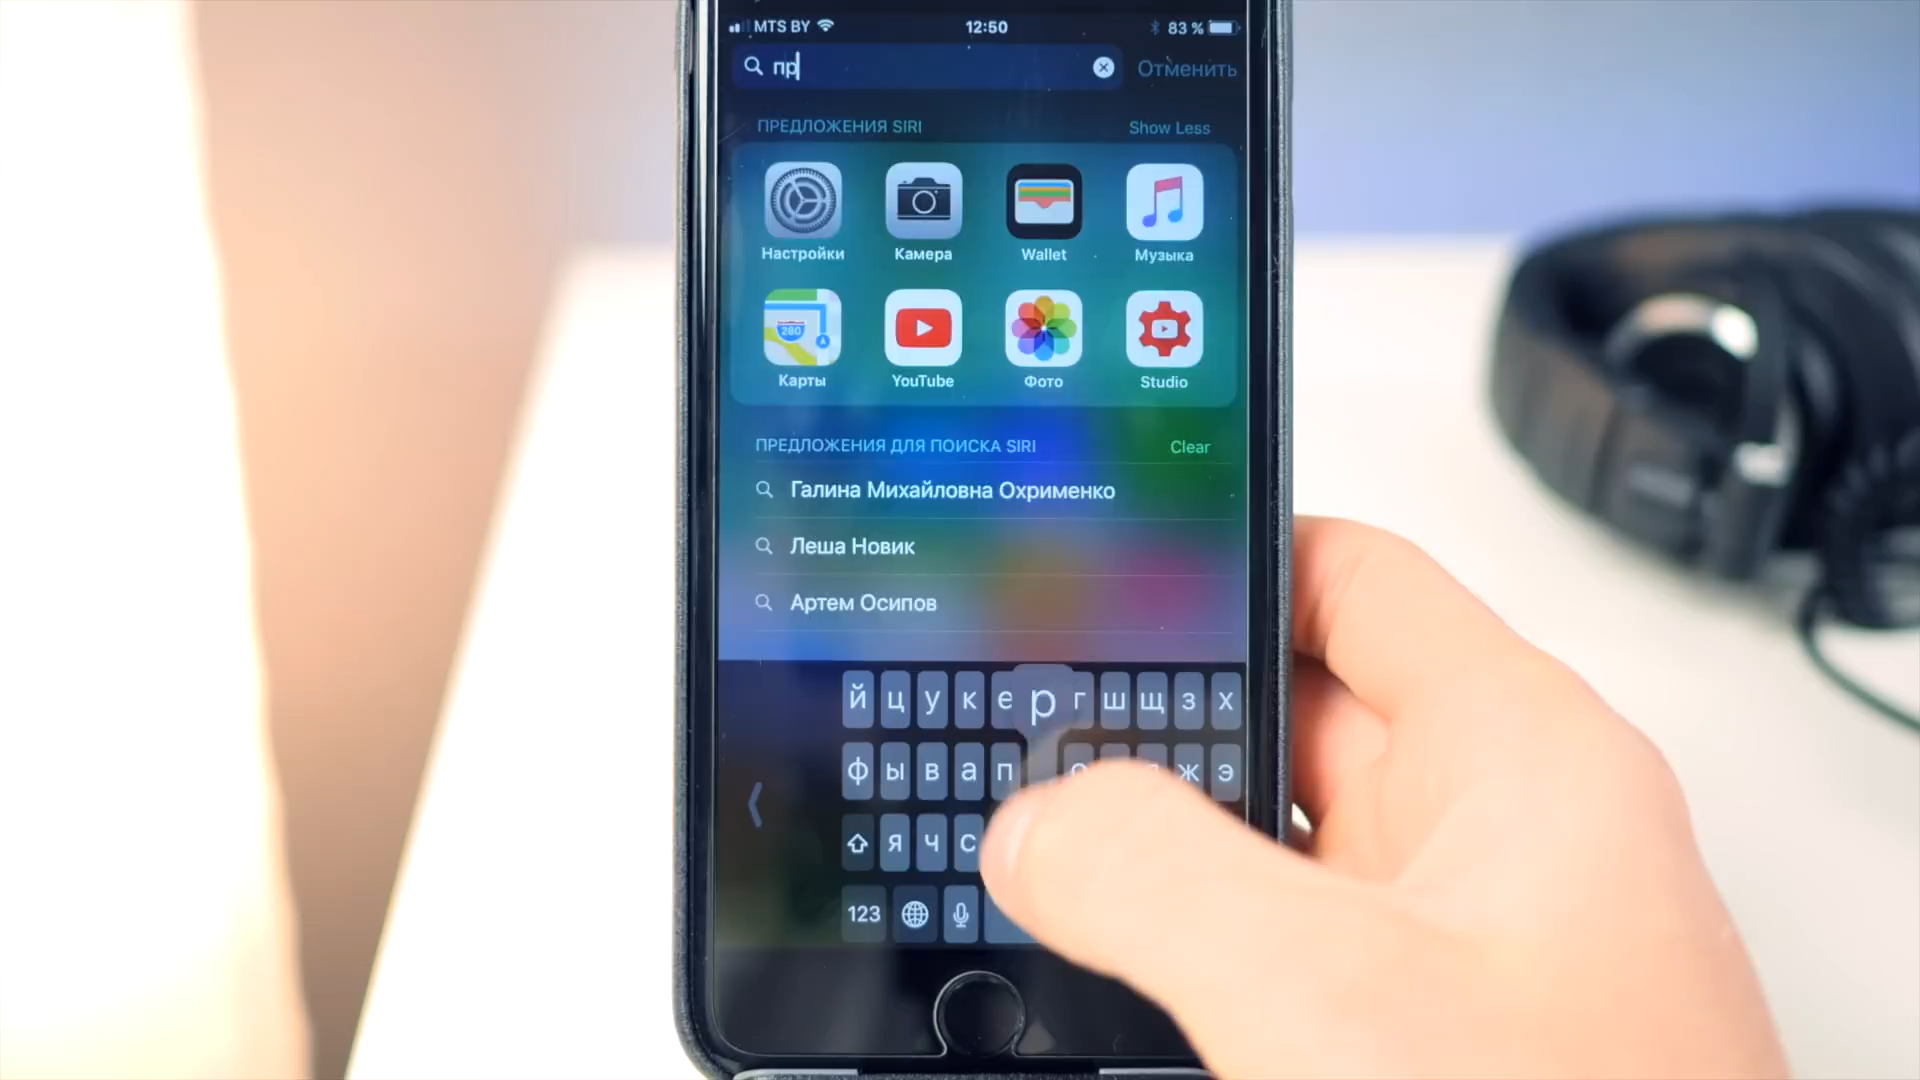 MTS BY 12:50 83 %
пр Отменить
ПРЕДЛОЖЕНИЯ SIRI Show Less
Настройки Камера Wallet Музыка
280
Карты YouTube Фото Studio
ПРЕДЛОЖЕНИЯ ДЛЯ ПОИСКА SIRI Clear
Галина Михайловна Охрименко
Леша Новик
Артем Осипов
й ц у к е р г ш щ з х
ф ы в а п о ж э
я ч с
123